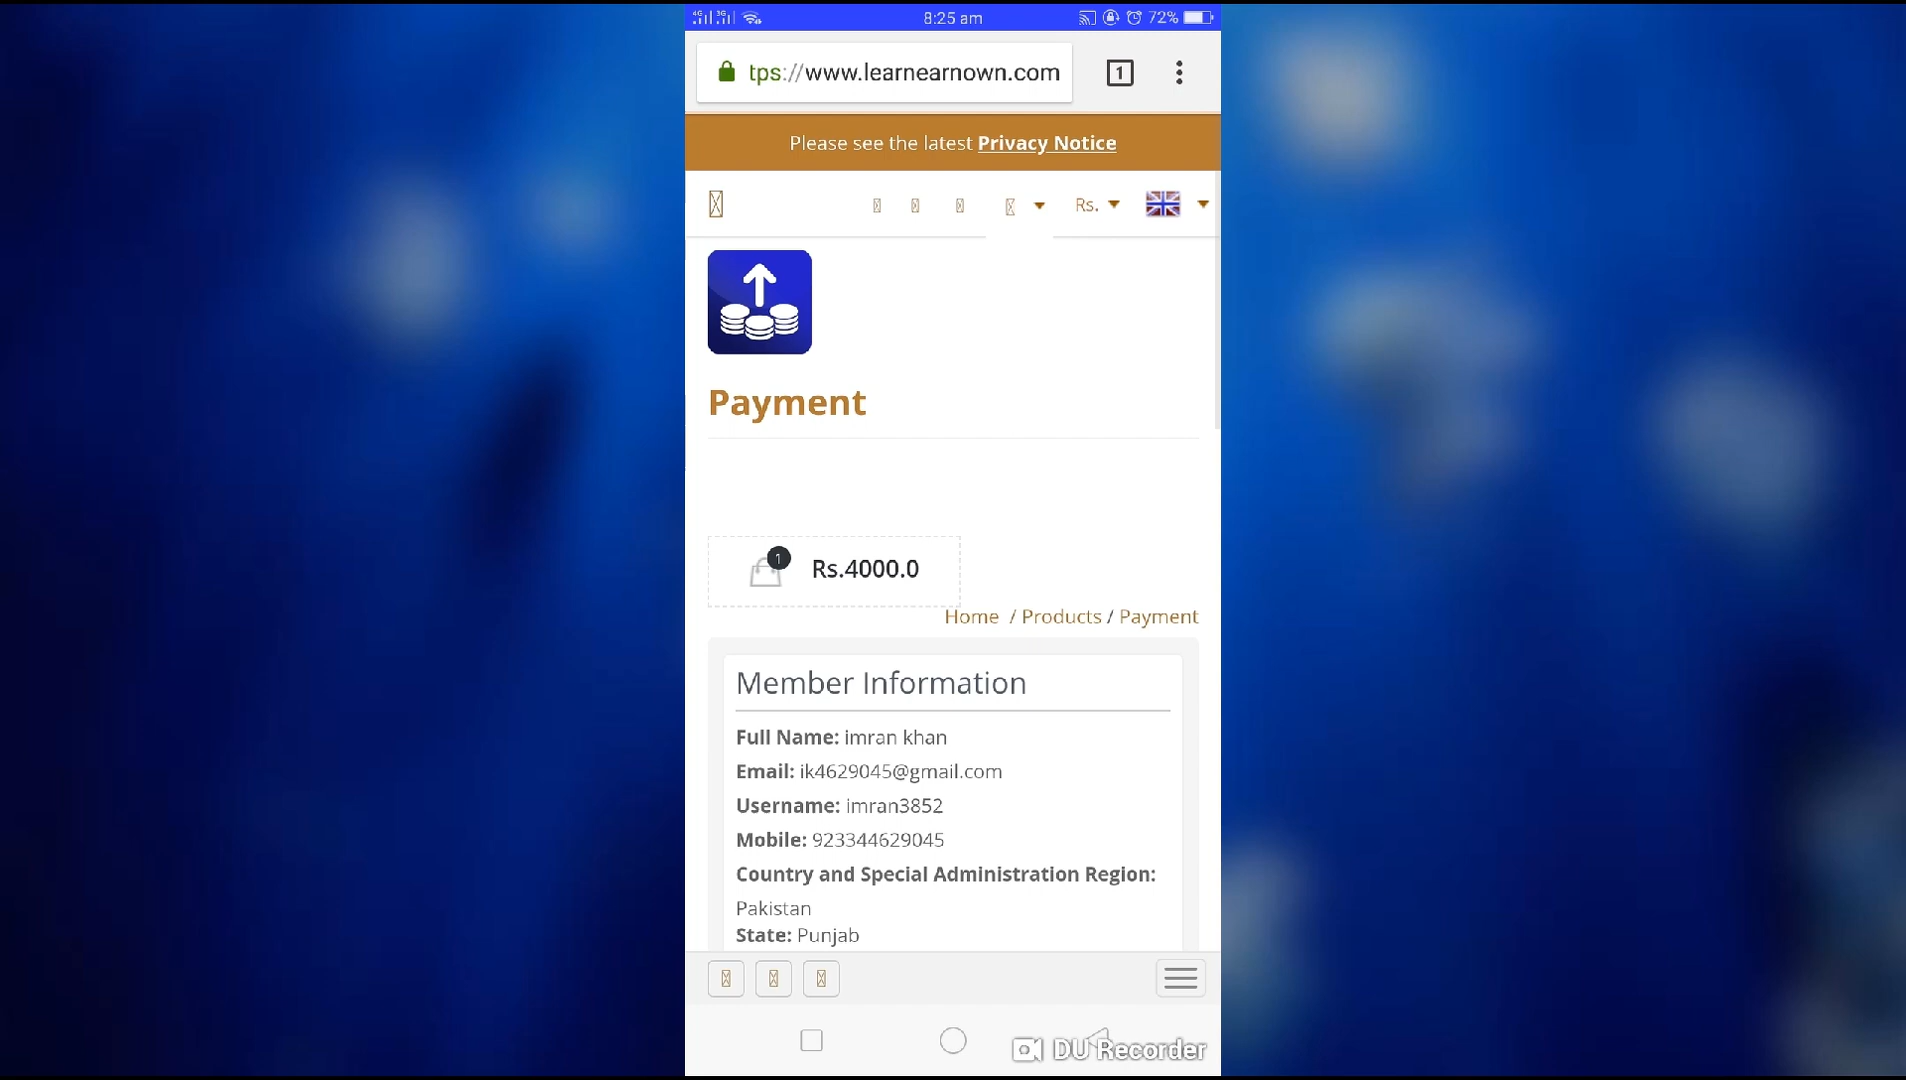 4G 3G 8:25 am 72%
tps://www.learnearnown.com 1
Please see the latest Privacy Notice
Rs.
Payment
1 Rs.4000.0
Home / Products / Payment
Member Information
Full Name: imran khan
Email: ik4629045@gmail.com
Username: imran3852
Mobile: 923344629045
Country and Special Administration Region:
Pakistan
State: Punjab
DU Recorder